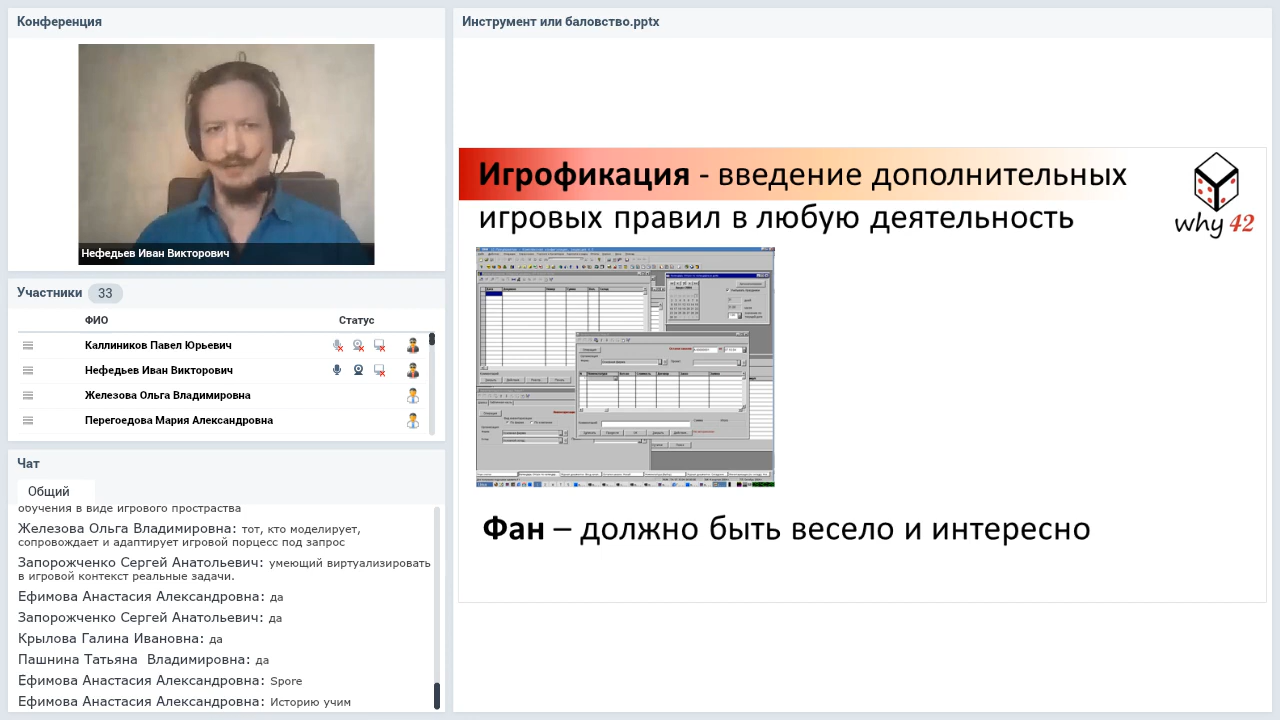 Конференция
Нефедьев Иван Викторович
Участники 33
ФИО Статус
Каллиников Павел Юрьевич
Нефедьев Иван Викторович
Железова Ольга Владимировна
Перегоедова Мария Александровна
Чат
Общий
обучения в виде игрового простраства
Железова Ольга Владимировна: тот, кто моделирует,
сопровождает и адаптирует игровой порцесс под запрос
Запорожченко Сергей Анатольевич: умеющий виртуализировать
в игровой контекст реальные задачи.
Ефимова Анастасия Александровна: да
Запорожченко Сергей Анатольевич: да
Крылова Галина Ивановна: да
Пашнина Татьяна Владимировна: да
Ефимова Анастасия Александровна: Spore
Ефимова Анастасия Александровна: Историю учим
Инструмент или баловство.pptx
Игрофикация - введение дополнительных
игровых правил в любую деятельность
why 42
Фан – должно быть весело и интересно